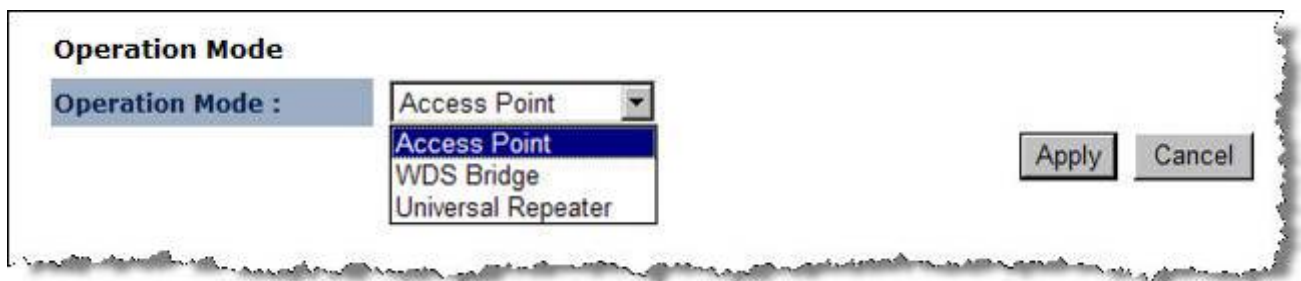 Operation Mode
Operation Mode :
Access Point
Access Point
WDS Bridge
Universal Repeater
Apply Cancel